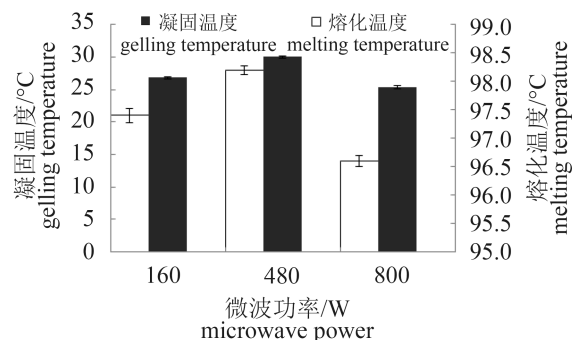 凝固温度/°C
gelling temperature
35
30
25
20
15
10
5
0
凝固温度
gelling temperature
熔化温度
melting temperature
99.0
98.5
98.0
97.5
97.0
96.5
96.0
95.5
95.0
熔化温度/°C
melting temperature
160 480 800
微波功率/W
microwave power